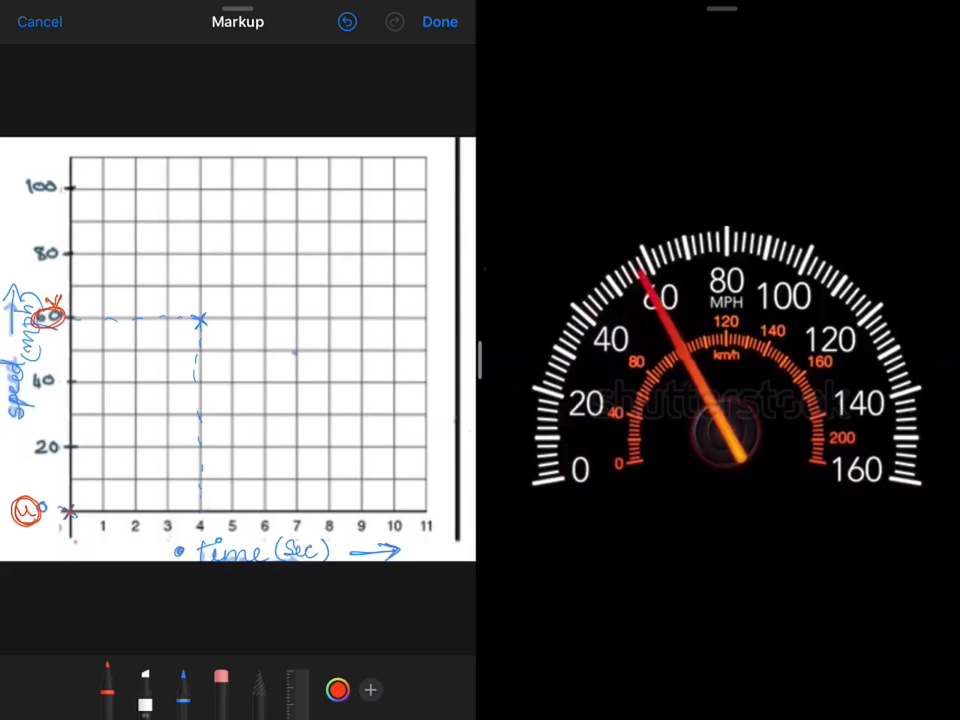 Cancel
Markup
Done
100
80
60
40
20
0
u
speed (mph)
1 2 3 4 5 6 7 8 9 10 11
time (sec)
0 20 40 60 80 100 120 140 160
MPH
0 40 80 120 140 160 200
km/h
shutterstock